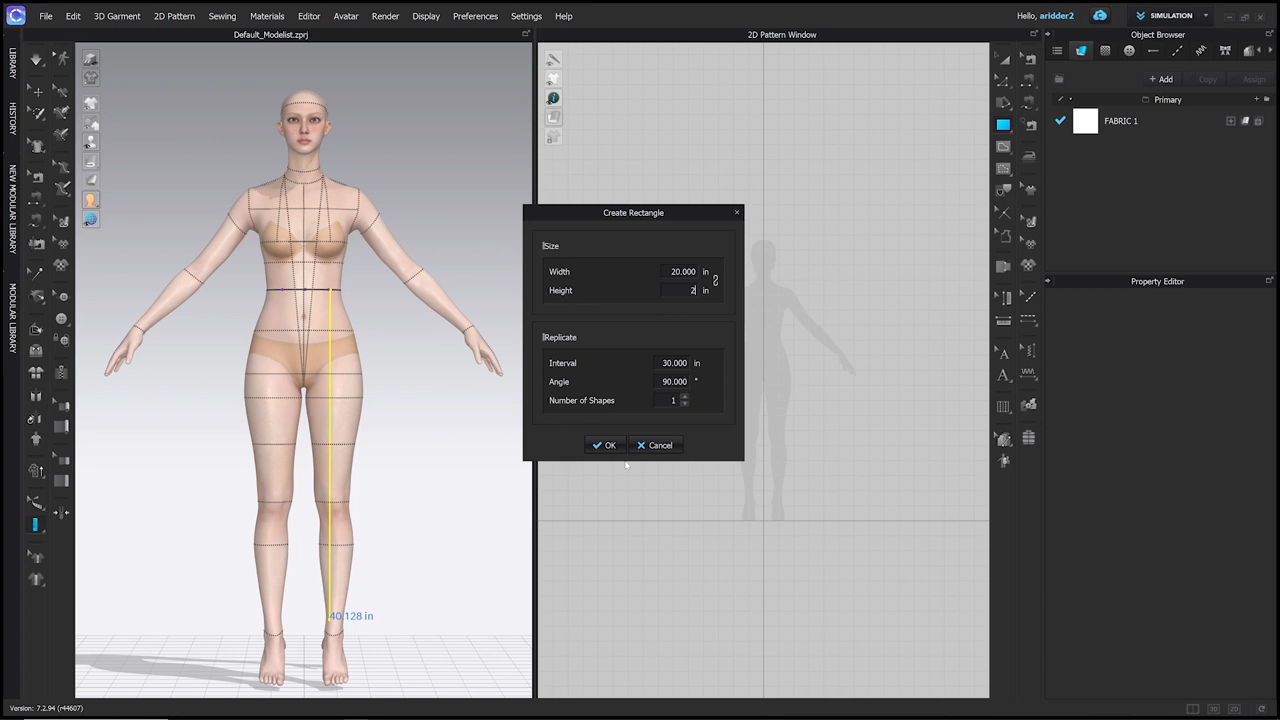 File Edit 3D Garment 2D Pattern Sewing Materials Editor Avatar Render Display Preferences Settings Help
Hello, aridder2
SIMULATION
Default_Modelist.zprj
2D Pattern Window
Object Browser
LIBRARY
HISTORY
NEW MODULAR LIBRARY
MODULAR LIBRARY
+ Add Copy Assign
Primary
FABRIC 1
Create Rectangle
Size
Width 20.000 in
Height 2 in
Replicate
Interval 30.000 in
Angle 90.000 °
Number of Shapes 1
OK Cancel
Property Editor
40.128 in
Version: 7.2.94 (r44607)
3D 2D